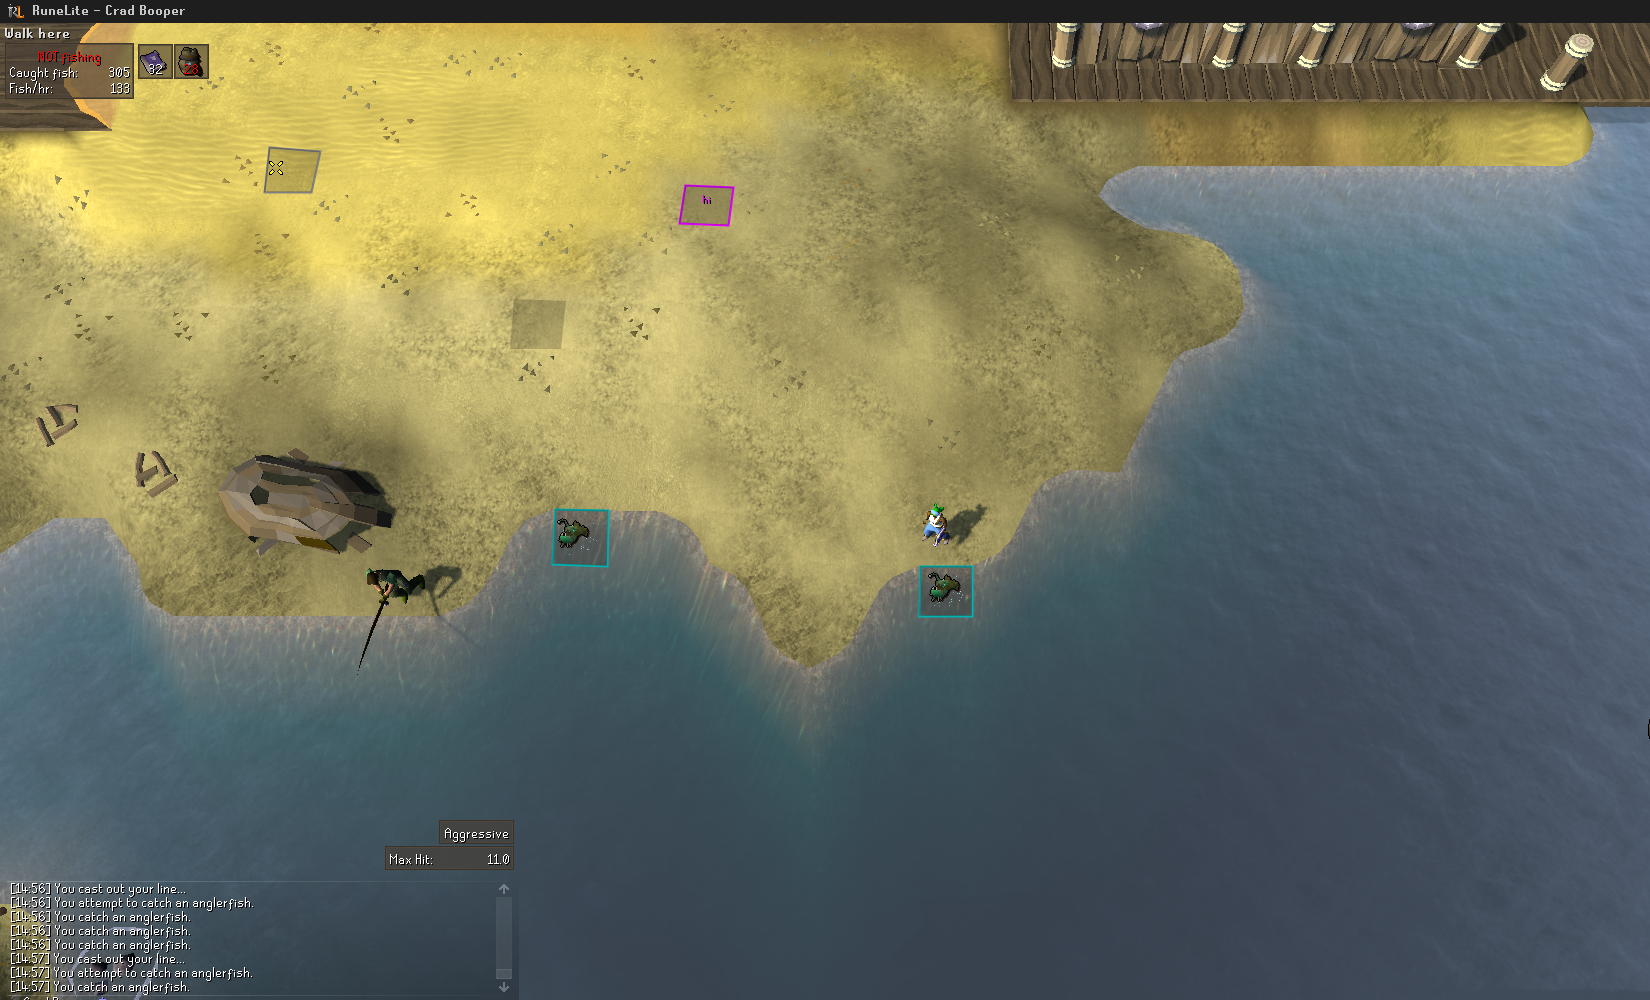 RuneLite - Crad Booper
Walk here
NOT fishing
Caught fish: 305
Fish/hr: 133
32
28
hi
Aggressive
Max Hit: 11.0
[14:56] You cast out your line...
[14:56] You attempt to catch an anglerfish.
[14:56] You catch an anglerfish.
[14:56] You catch an anglerfish.
[14:56] You catch an anglerfish.
[14:57] You cast out your line...
[14:57] You attempt to catch an anglerfish.
[14:57] You catch an anglerfish.